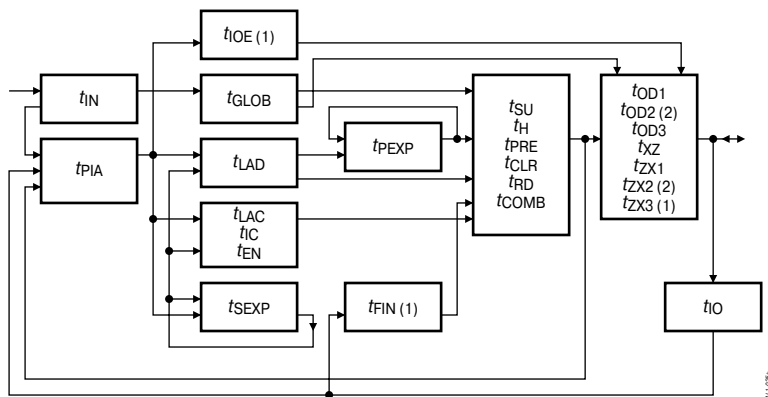 tIOE (1)
tIN
tGLOB
tPIA
tLAD
tPEXP
tLAC
tIC
tEN
tSEXP
tFIN (1)
tSU
tH
tPRE
tCLR
tRD
tCOMB
tOD1
tOD2 (2)
tOD3
tXZ
tZX1
tZX2 (2)
tZX3 (1)
tIO